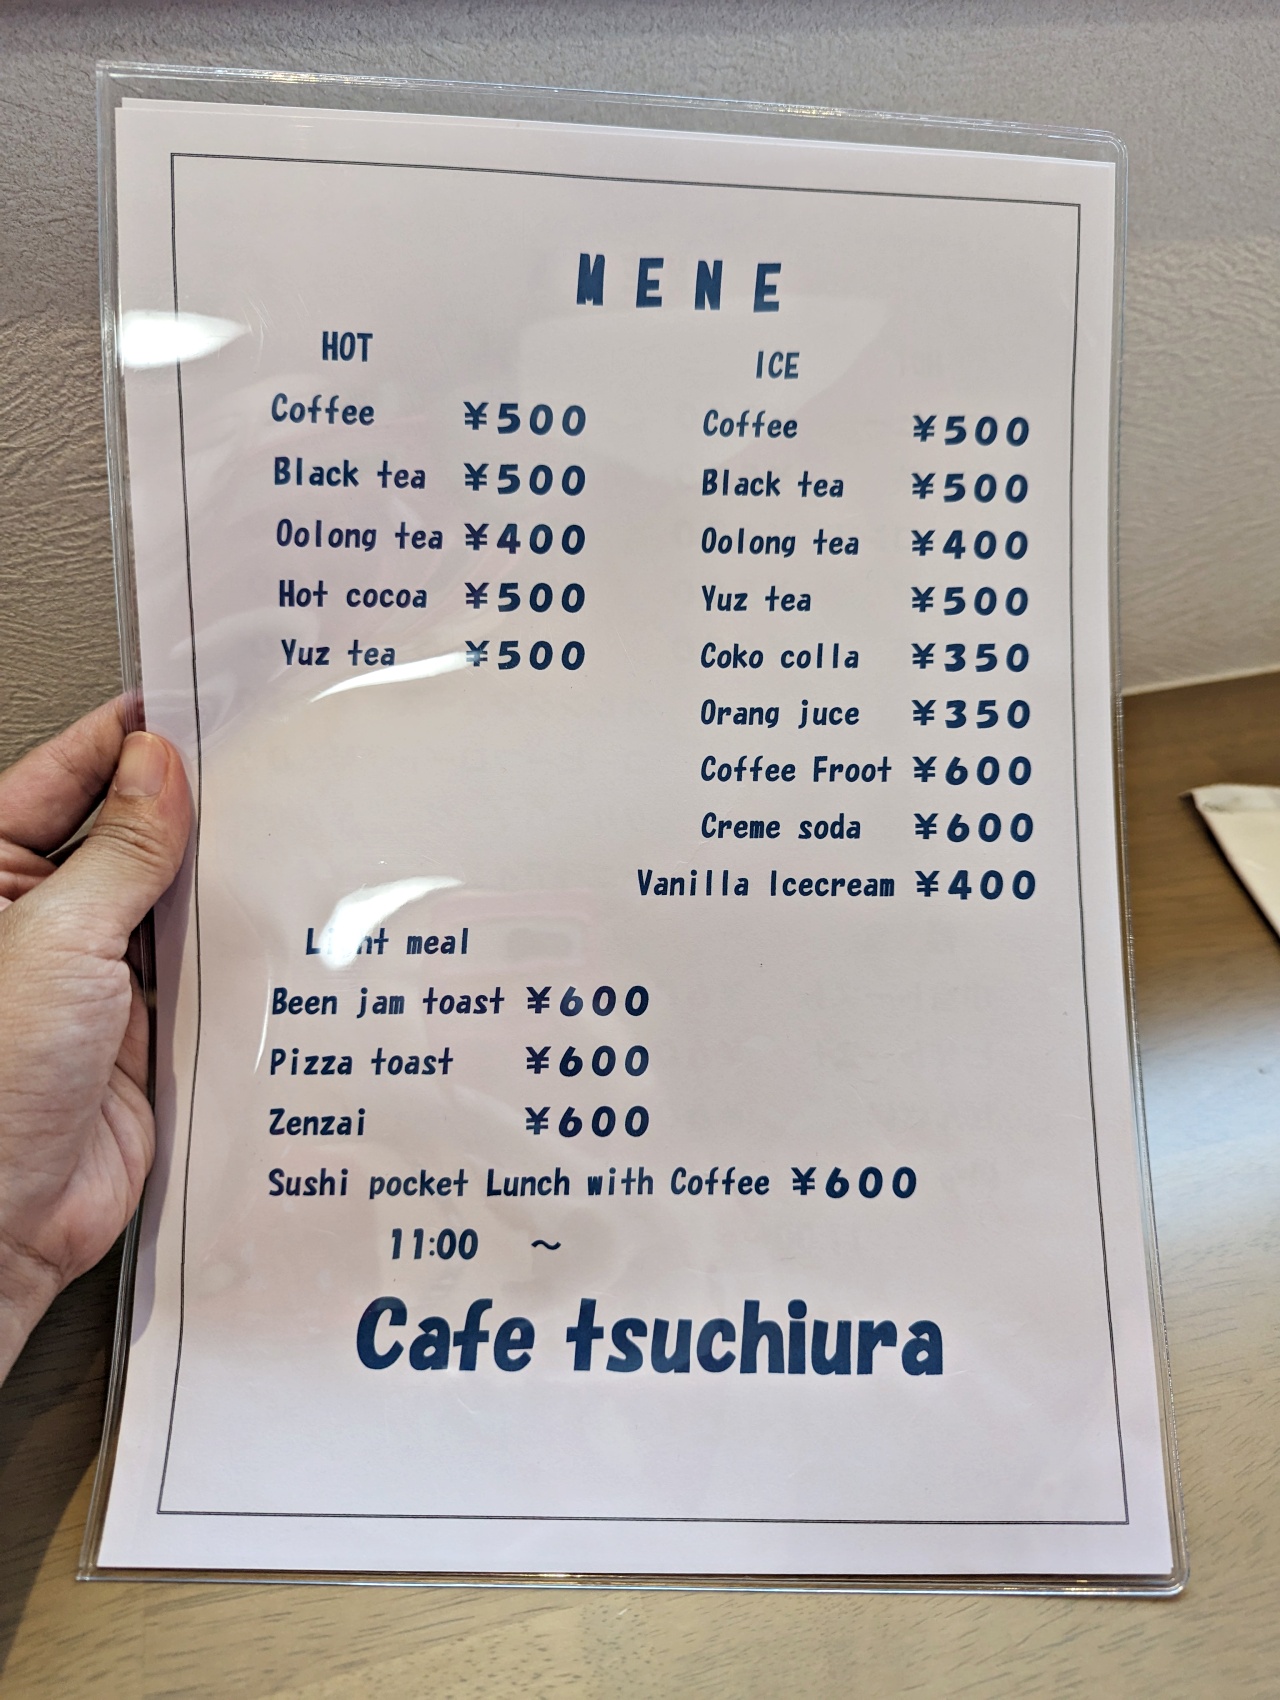 MENE
HOT
Coffee ¥500
Black tea ¥500
Oolong tea ¥400
Hot cocoa ¥500
Yuz tea ¥500
ICE
Coffee ¥500
Black tea ¥500
Oolong tea ¥400
Yuz tea ¥500
Coko colla ¥350
Orang juce ¥350
Coffee Froot ¥600
Creme soda ¥600
Vanilla Icecream ¥400
meal
Been jam toast ¥600
Pizza toast ¥600
Zenzai ¥600
Sushi pocket Lunch with Coffee ¥600
11:00 ～
Cafe tsuchiura